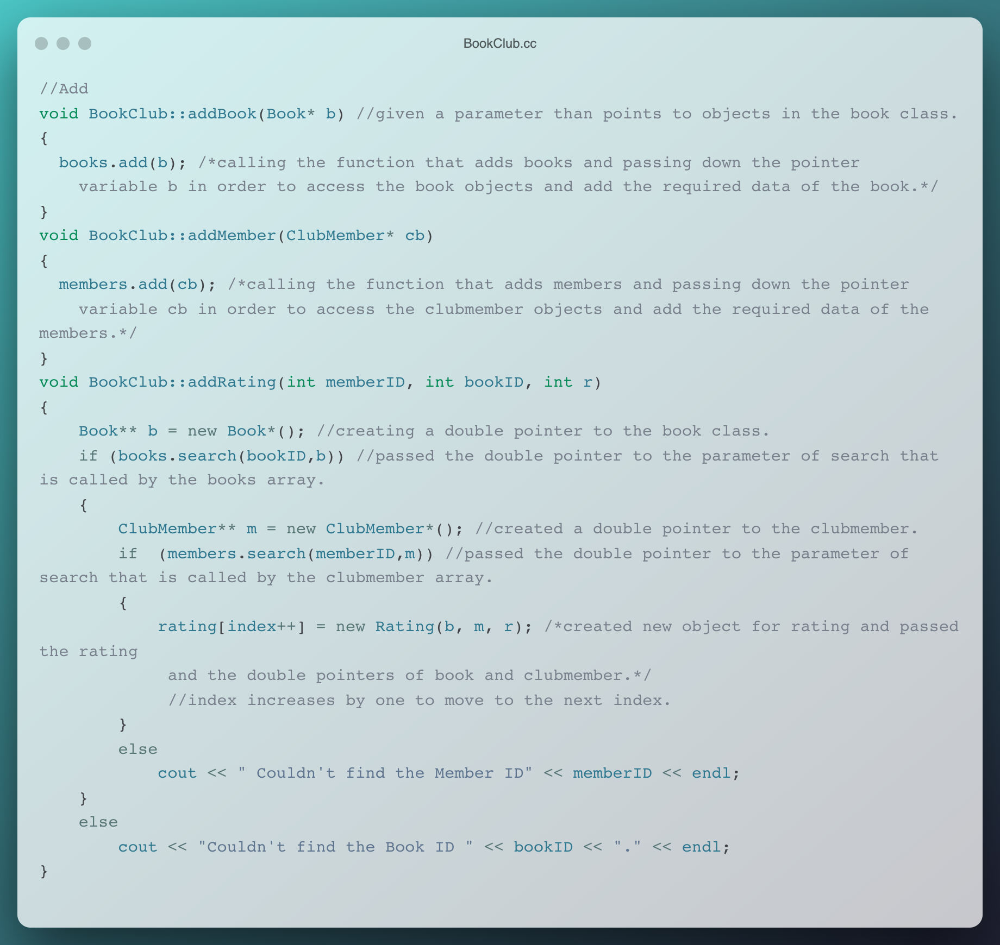 BookClub.cc
//Add
void BookClub::addBook(Book* b) //given a parameter than points to objects in the book class.
{
  books.add(b); /*calling the function that adds books and passing down the pointer
    variable b in order to access the book objects and add the required data of the book.*/
}
void BookClub::addMember(ClubMember* cb)
{
  members.add(cb); /*calling the function that adds members and passing down the pointer
    variable cb in order to access the clubmember objects and add the required data of the
members.*/
}
void BookClub::addRating(int memberID, int bookID, int r)
{
    Book** b = new Book*(); //creating a double pointer to the book class.
    if (books.search(bookID,b)) //passed the double pointer to the parameter of search that
is called by the books array.
    {
        ClubMember** m = new ClubMember*(); //created a double pointer to the clubmember.
        if  (members.search(memberID,m)) //passed the double pointer to the parameter of
search that is called by the clubmember array.
        {
            rating[index++] = new Rating(b, m, r); /*created new object for rating and passed
the rating
             and the double pointers of book and clubmember.*/
             //index increases by one to move to the next index.
        }
        else
            cout << " Couldn't find the Member ID" << memberID << endl;
    }
    else
        cout << "Couldn't find the Book ID " << bookID << "." << endl;
}